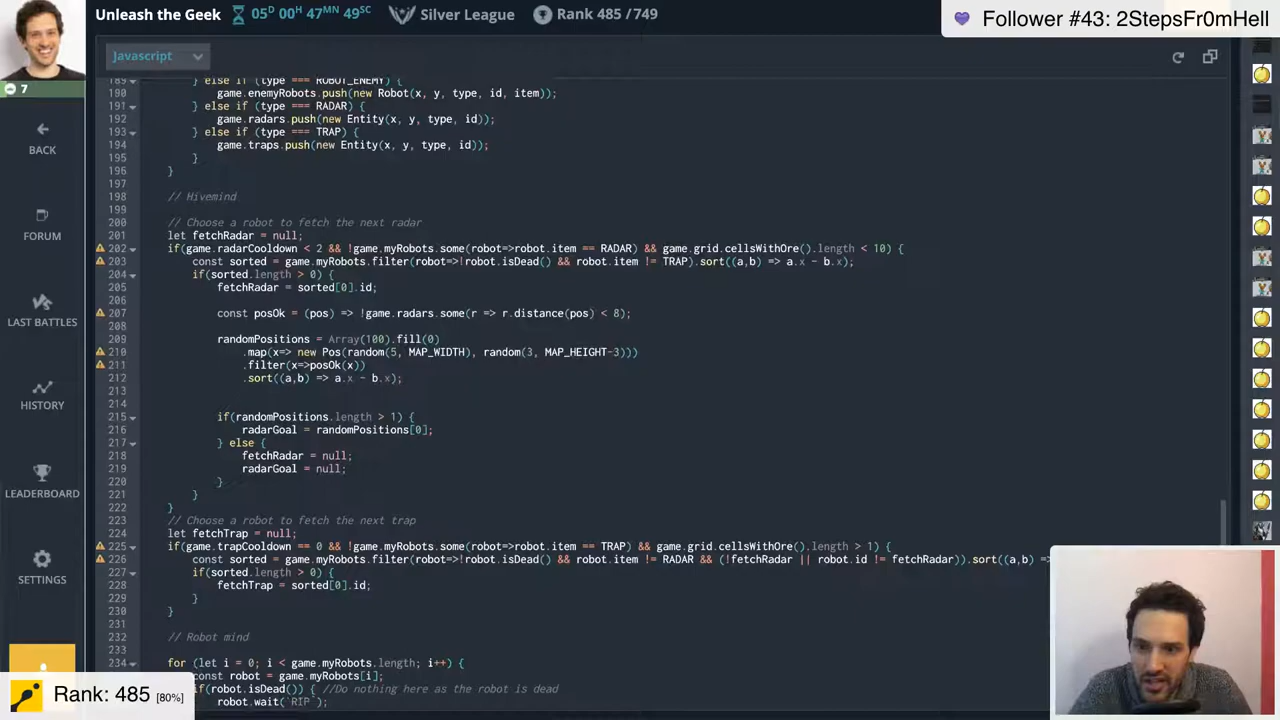 Unleash the Geek
05D 00H 47MN 49SC
Silver League
Rank 485 /749
Follower #43: 2StepsFr0mHell
Javascript
7
BACK
FORUM
LAST BATTLES
HISTORY
LEADERBOARD
SETTINGS
189 } else if (type === ROBOT_ENEMY) {
190 game.enemyRobots.push(new Robot(x, y, type, id, item));
191 } else if (type === RADAR) {
192 game.radars.push(new Entity(x, y, type, id));
193 } else if (type === TRAP) {
194 game.traps.push(new Entity(x, y, type, id));
195 }
196 }
197
198 // Hivemind
199
200 // Choose a robot to fetch the next radar
201 let fetchRadar = null;
202 if(game.radarCooldown < 2 && !game.myRobots.some(robot=>robot.item == RADAR) && game.grid.cellsWithOre().length < 10) {
203 const sorted = game.myRobots.filter(robot=>!robot.isDead() && robot.item != TRAP).sort((a,b) => a.x - b.x);
204 if(sorted.length > 0) {
205 fetchRadar = sorted[0].id;
206
207 const posOk = (pos) => !game.radars.some(r => r.distance(pos) < 8);
208
209 randomPositions = Array(100).fill(0)
210 .map(x=> new Pos(random(5, MAP_WIDTH), random(3, MAP_HEIGHT-3)))
211 .filter(x=>posOk(x))
212 .sort((a,b) => a.x - b.x);
213
214
215 if(randomPositions.length > 1) {
216 radarGoal = randomPositions[0];
217 } else {
218 fetchRadar = null;
219 radarGoal = null;
220 }
221 }
222 }
223 // Choose a robot to fetch the next trap
224 let fetchTrap = null;
225 if(game.trapCooldown == 0 && !game.myRobots.some(robot=>robot.item == TRAP) && game.grid.cellsWithOre().length > 1) {
226 const sorted = game.myRobots.filter(robot=>!robot.isDead() && robot.item != RADAR && (!fetchRadar || robot.id != fetchRadar)).sort((a,b) =>
227 if(sorted.length > 0) {
228 fetchTrap = sorted[0].id;
229 }
230 }
231
232 // Robot mind
233
234 for (let i = 0; i < game.myRobots.length; i++) {
const robot = game.myRobots[i];
if(robot.isDead()) { //Do nothing here as the robot is dead
robot.wait(`RIP`);
Rank: 485 [80%]